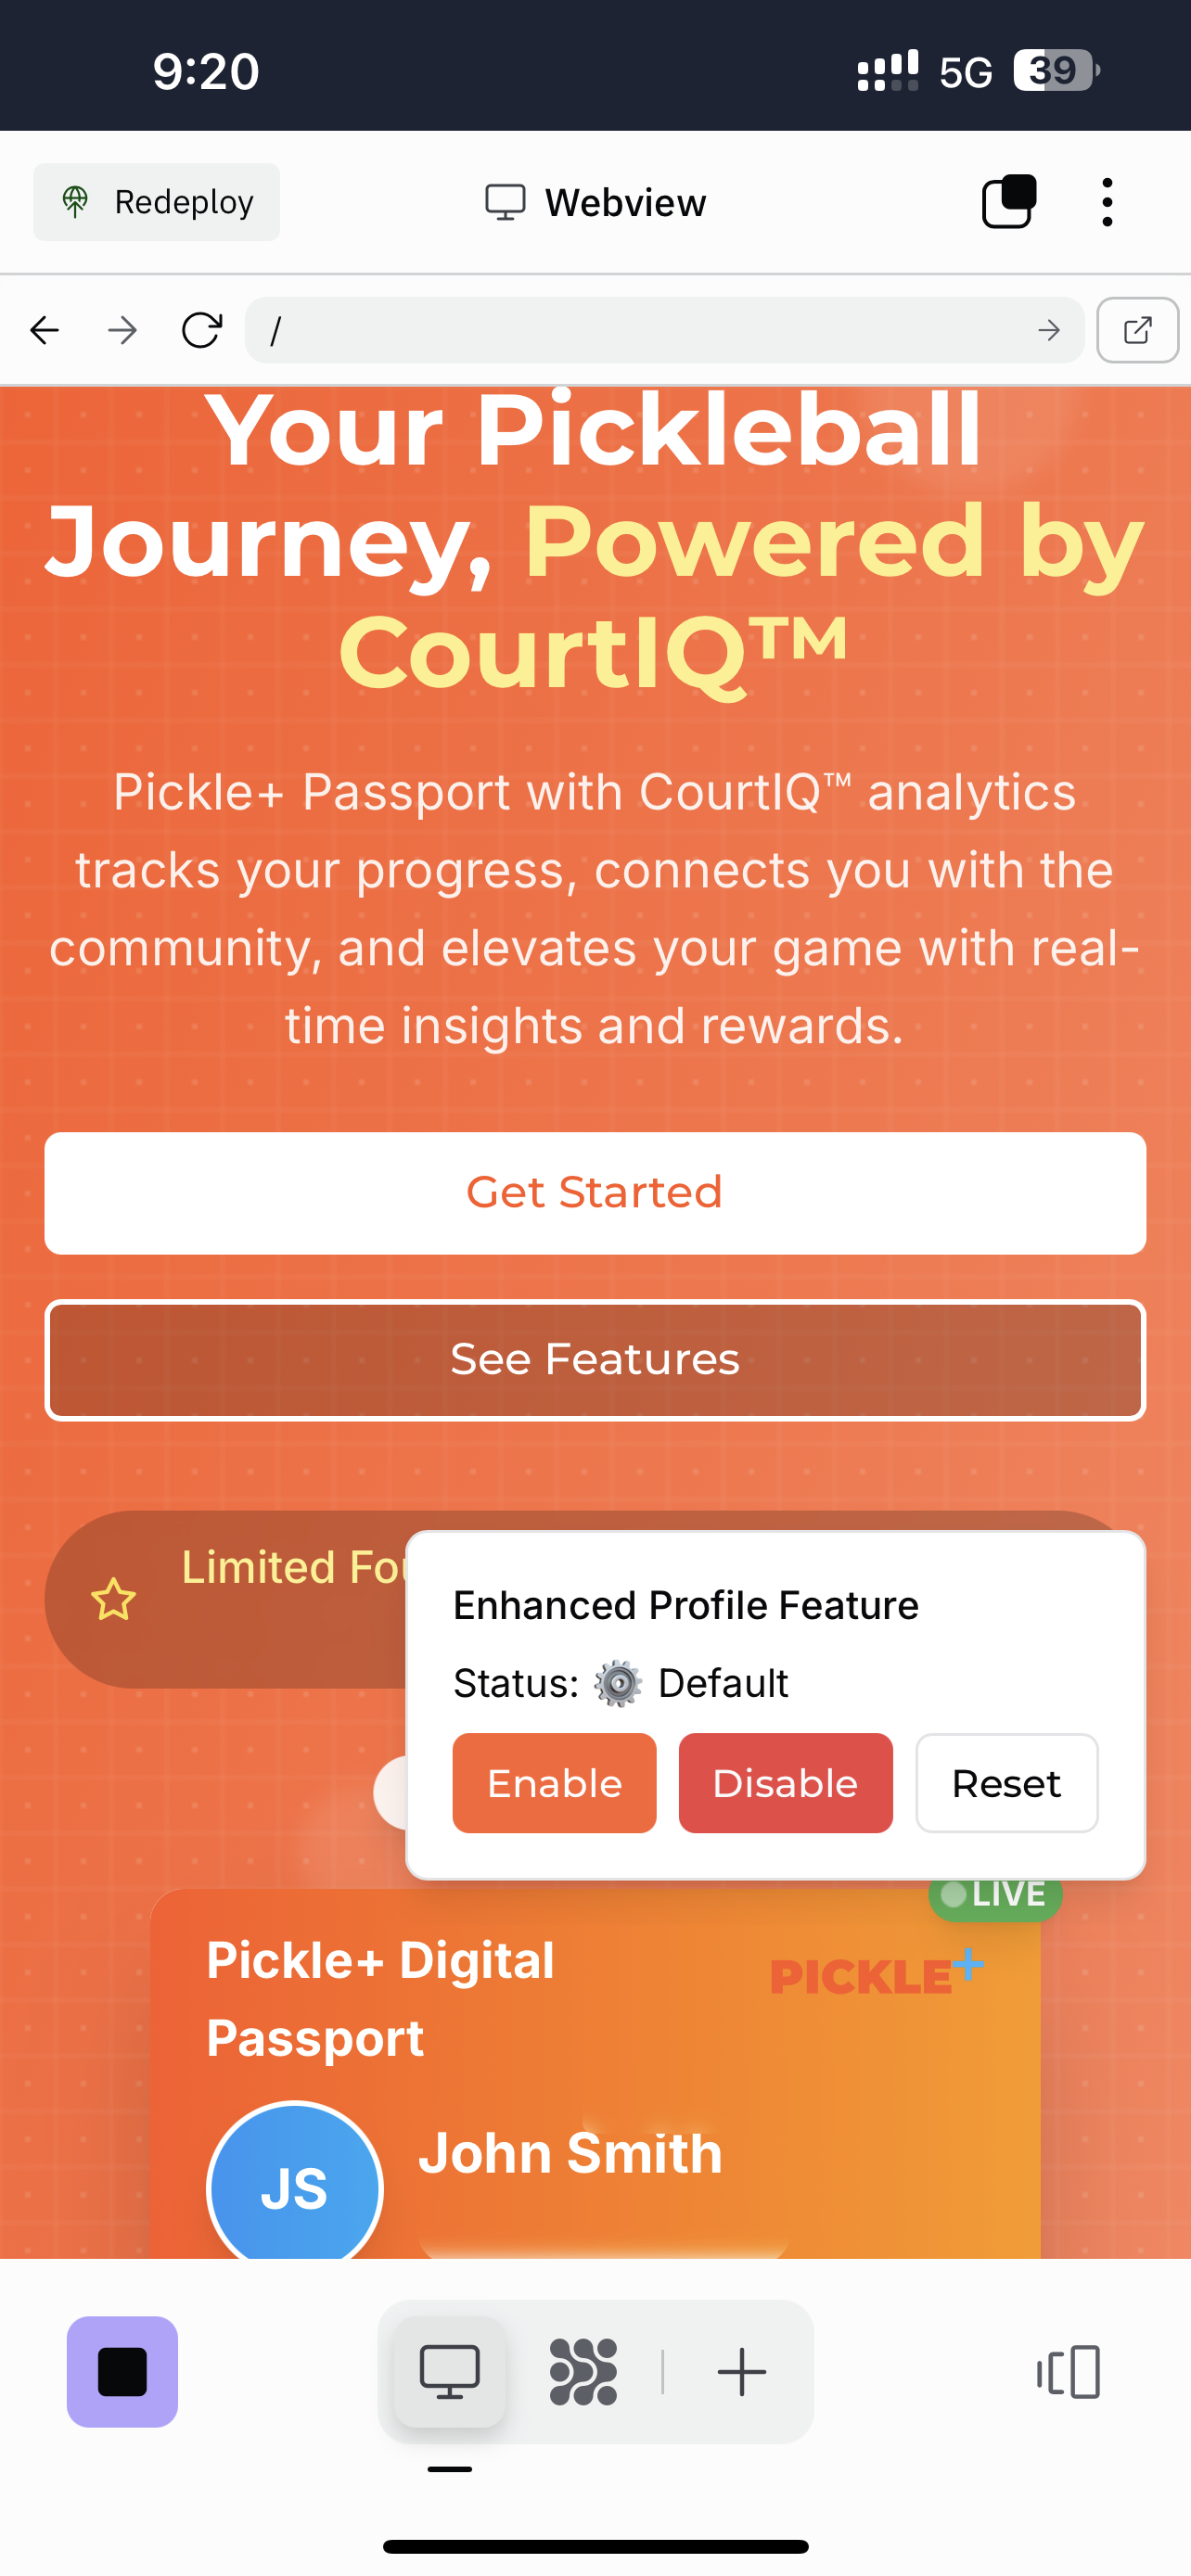 9:20
5G
39
Redeploy
Webview
/
Your Pickleball
Journey, Powered by
CourtIQ™
Pickle+ Passport with CourtIQ™ analytics
tracks your progress, connects you with the
community, and elevates your game with real-
time insights and rewards.
Get Started
See Features
Limited
Enhanced Profile Feature
Status: ⚙️ Default
Enable
Disable
Reset
LIVE
Pickle+ Digital
Passport
PICKLE+
JS
John Smith